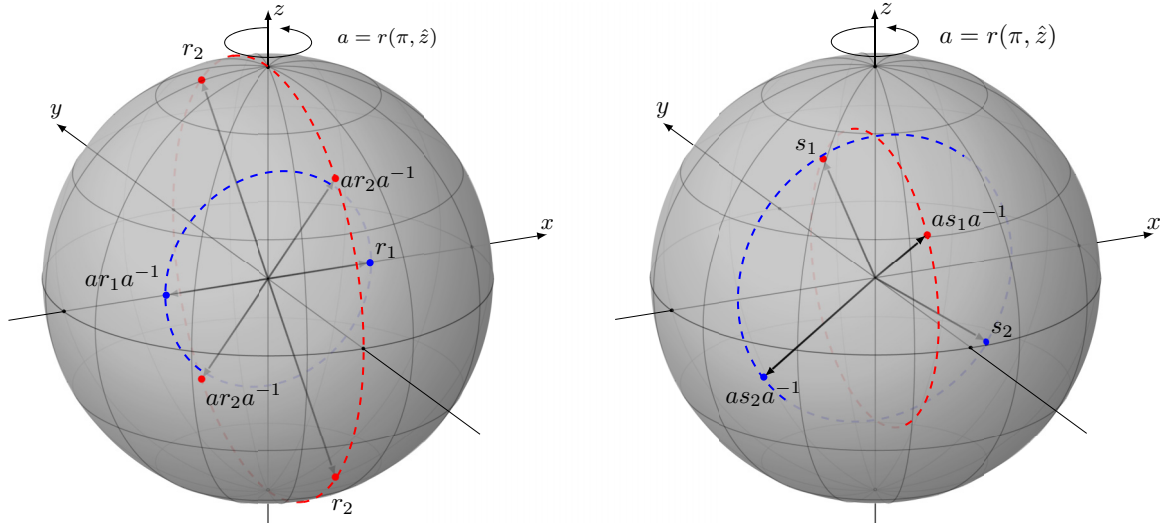 z
a = r(π, ẑ)
r₂
y
ar₂a⁻¹
x
r₁
ar₁a⁻¹
ar₂a⁻¹
r₂
z
a = r(π, ẑ)
y
s₁
x
as₁a⁻¹
s₂
as₂a⁻¹